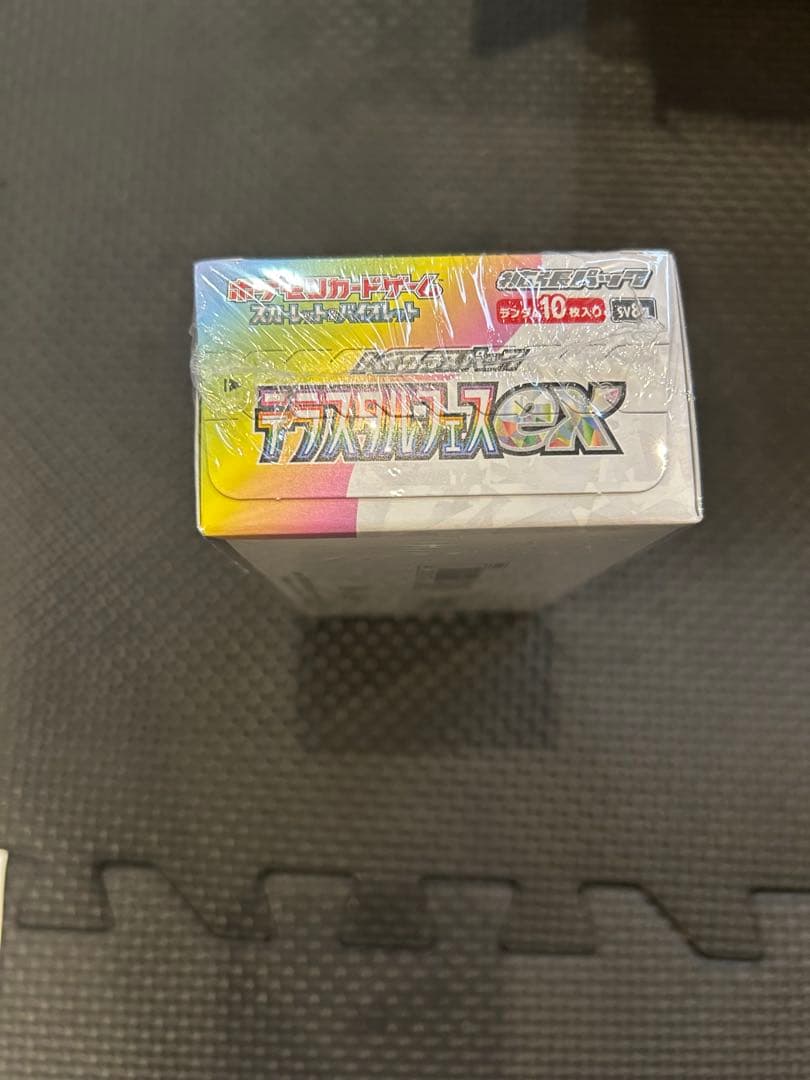 ポケモンカードゲーム
スカーレット&バイオレット
拡張パック
ランダム10枚入り
SV8a
ハイクラスパック
テラスタルフェスex